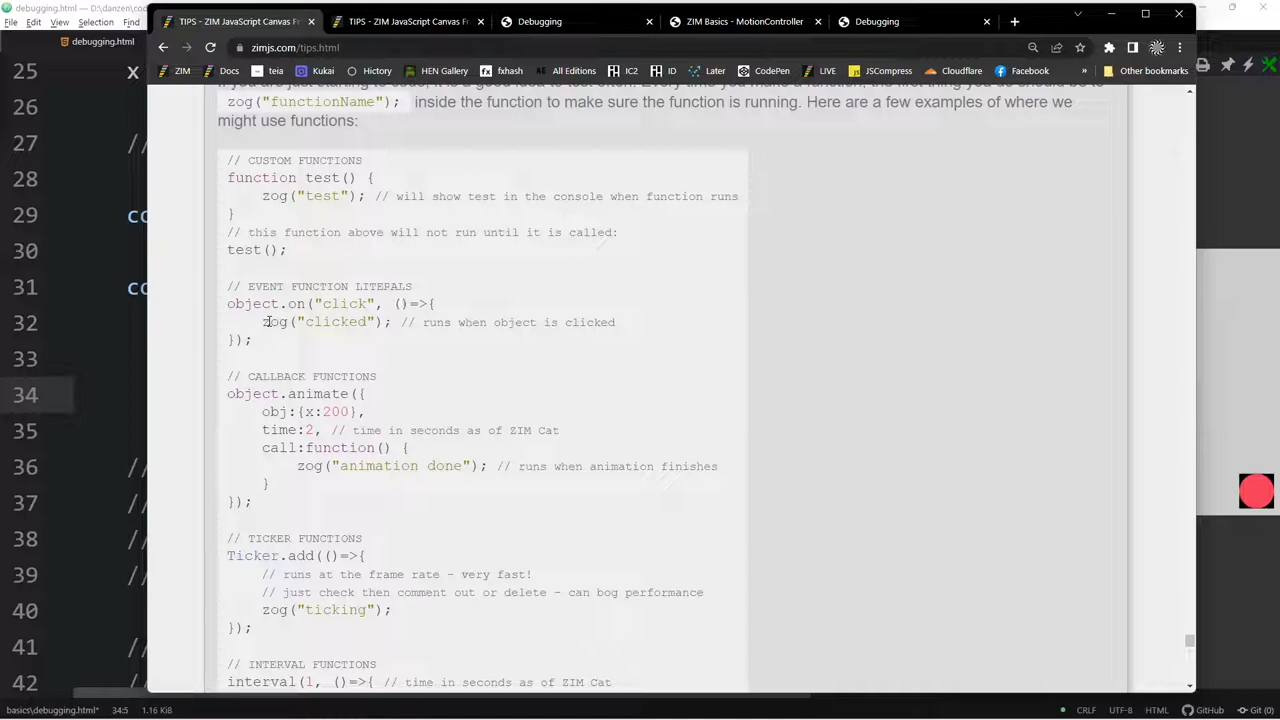 debugging.html - D:\danzen\cod
File Edit View Selection Find
debugging.html
TIPS - ZIM JavaScript Canvas Fr
TIPS - ZIM JavaScript Canvas Fr
Debugging
ZIM Basics - MotionController
Debugging
zimjs.com/tips.html
ZIM Docs teia Kukai Hictory HEN Gallery fxhash All Editions IC2 ID Later CodePen LIVE JSCompress Cloudflare Facebook » Other bookmarks
zog("functionName"); inside the function to make sure the function is running. Here are a few examples of where we
might use functions:
// CUSTOM FUNCTIONS
function test() {
zog("test"); // will show test in the console when function runs
}
// this function above will not run until it is called:
test();
// EVENT FUNCTION LITERALS
object.on("click", ()=>{
zog("clicked"); // runs when object is clicked
});
// CALLBACK FUNCTIONS
object.animate({
obj:{x:200},
time:2, // time in seconds as of ZIM Cat
call:function() {
zog("animation done"); // runs when animation finishes
}
});
// TICKER FUNCTIONS
Ticker.add(()=>{
// runs at the frame rate - very fast!
// just check then comment out or delete - can bog performance
zog("ticking");
});
// INTERVAL FUNCTIONS
interval(1, ()=>{ // time in seconds as of ZIM Cat
25 x
26
27 //
28
29 co
30
31 co
32
33
34
35
36 //
37 //
38 //
39 //
40
41 //
42 //
debugging.html* 34:5 1.16 KiB CRLF UTF-8 HTML GitHub Git (0)